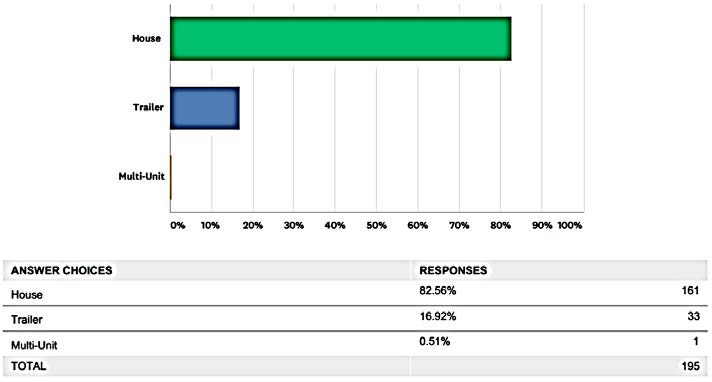 House
Trailer
Multi-Unit
0% 10% 20% 30% 40% 50% 60% 70% 80% 90% 100%
ANSWER CHOICES RESPONSES
House 82.56% 161
Trailer 16.92% 33
Multi-Unit 0.51% 1
TOTAL 195